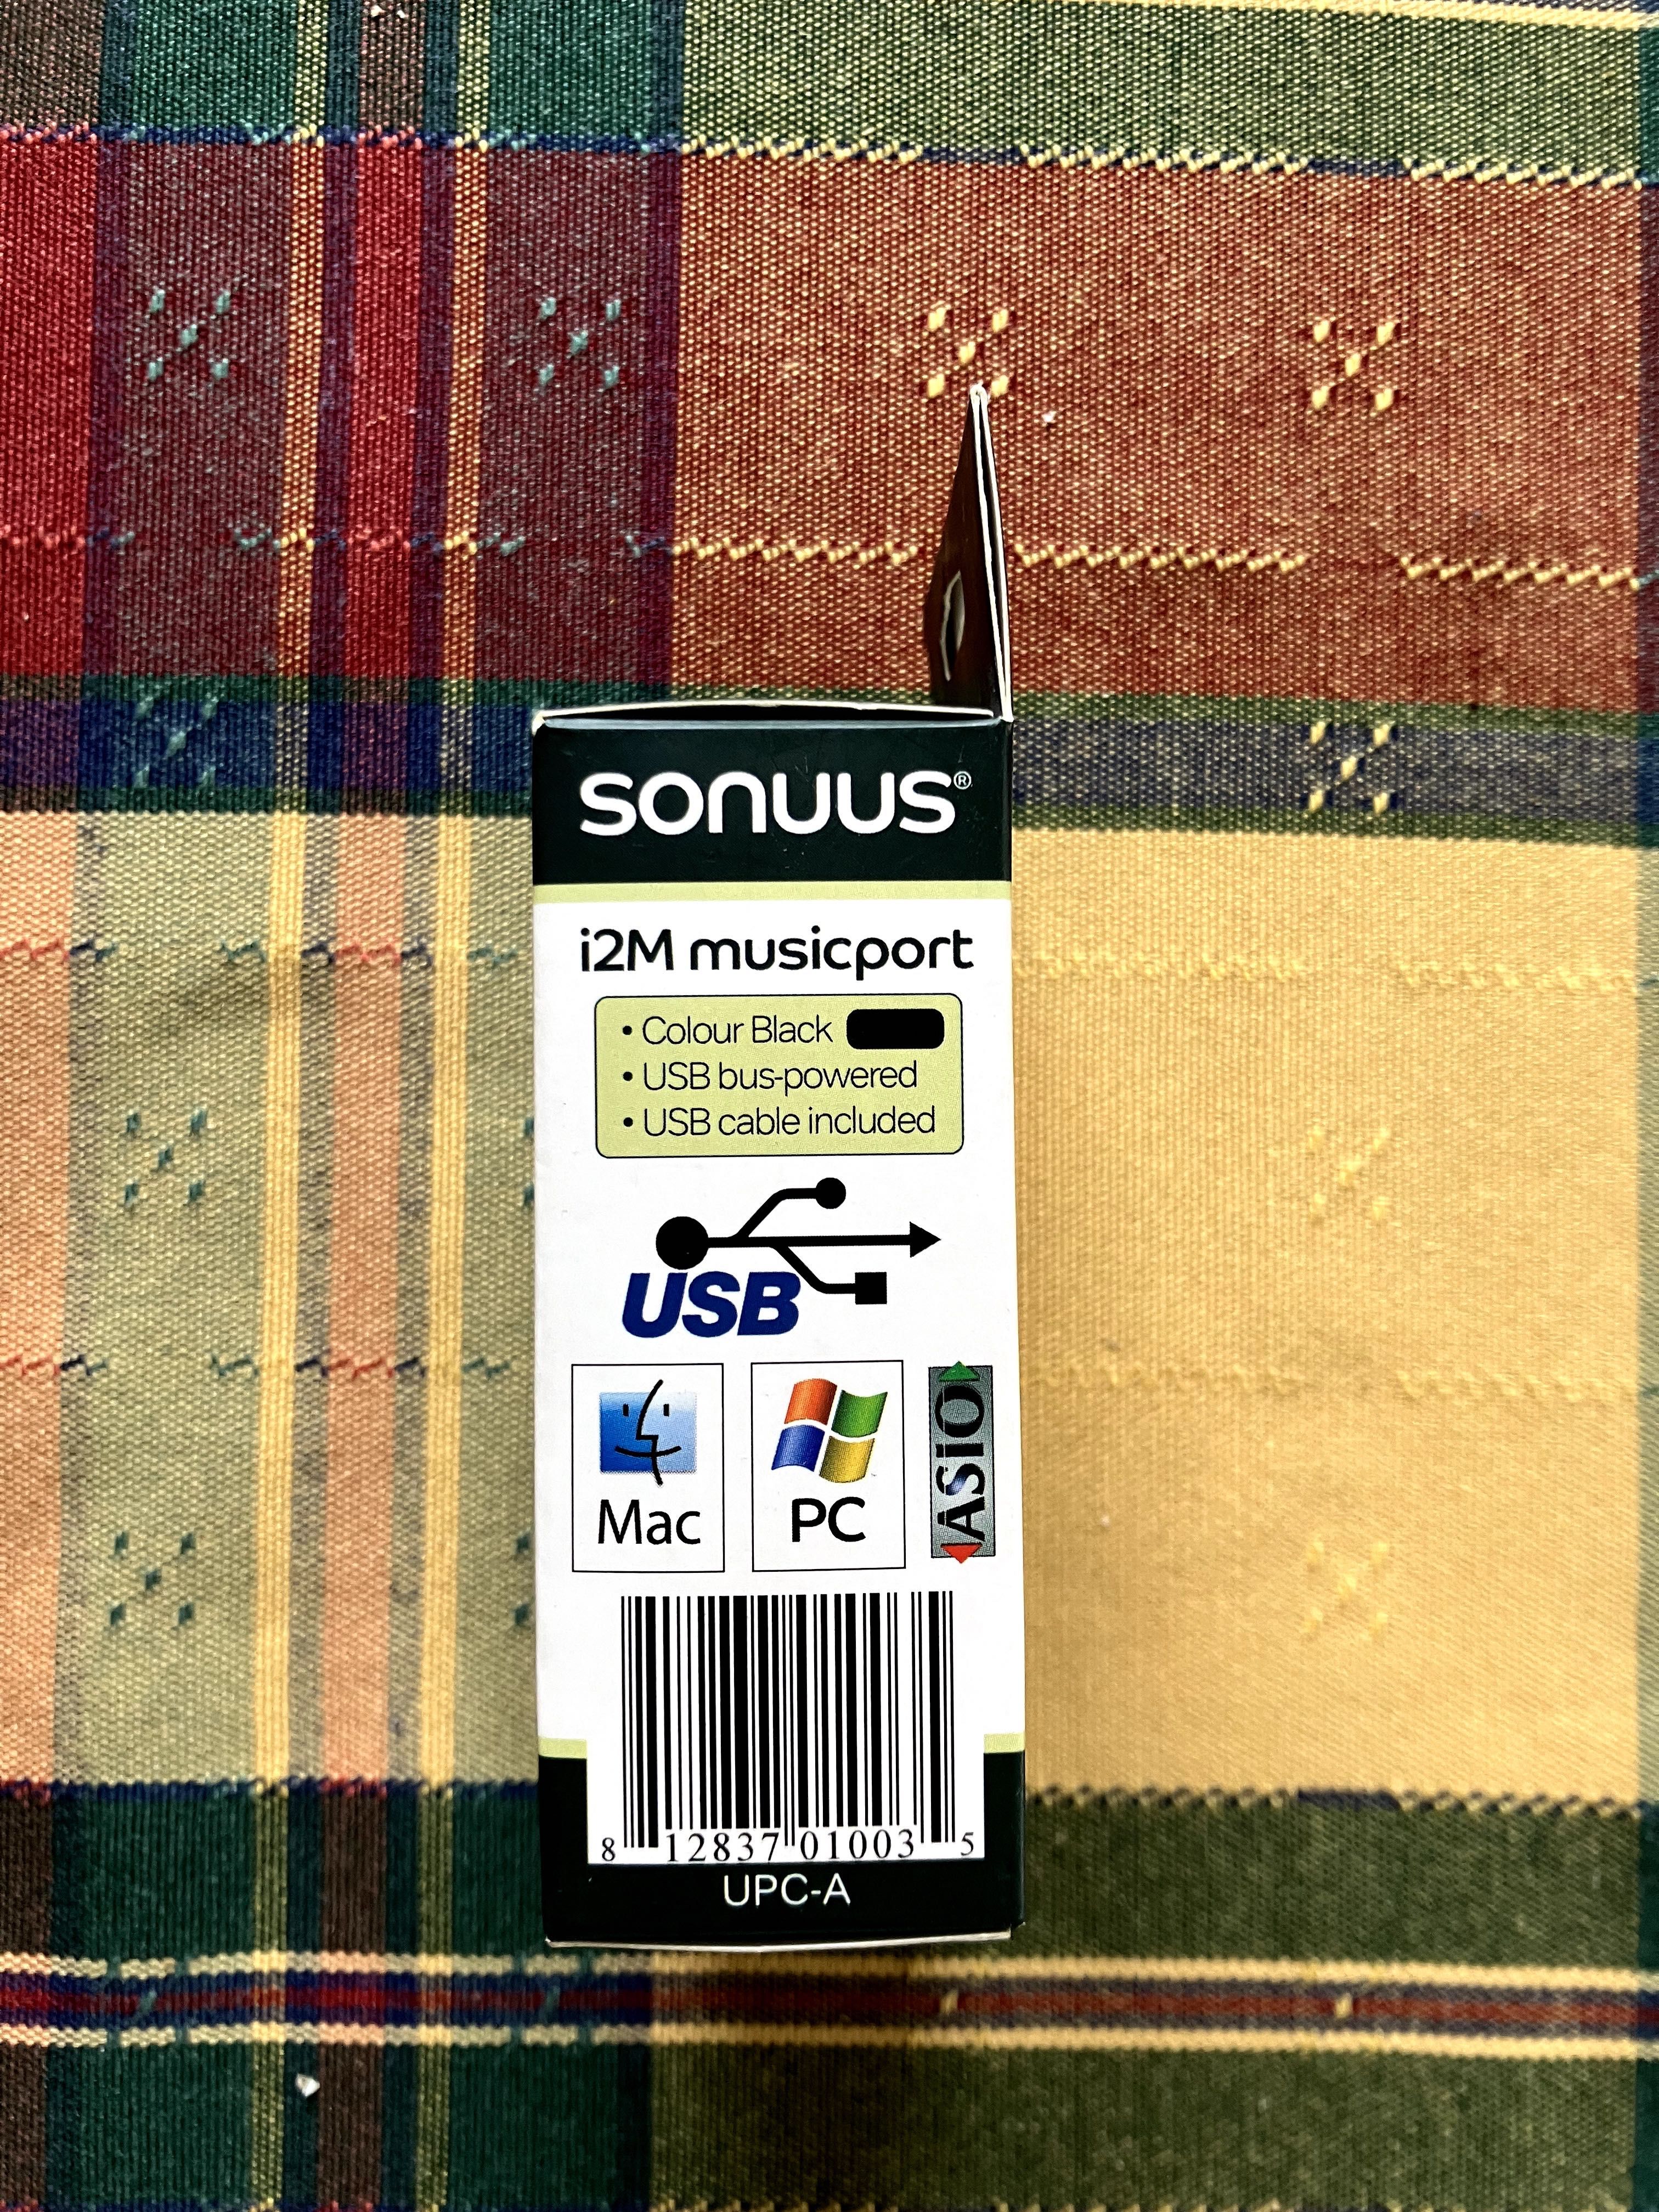 sonuus®
i2M musicport
• Colour Black
• USB bus-powered
• USB cable included
USB
Mac
PC
ASIO
8 12837 01003 5
UPC-A